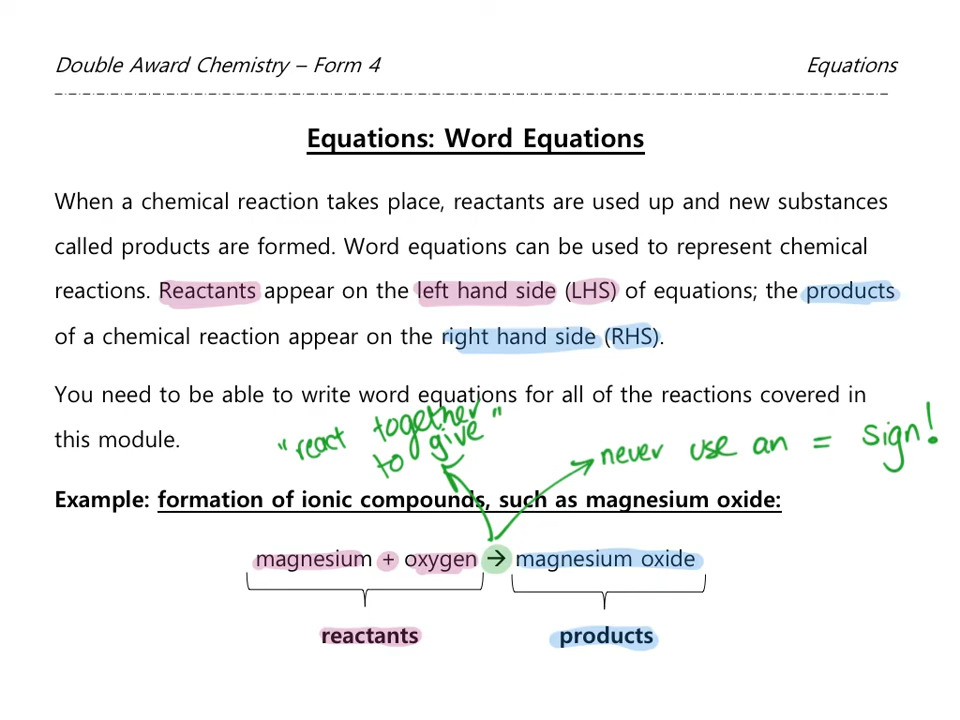 Double Award Chemistry – Form 4 Equations
Equations: Word Equations
When a chemical reaction takes place, reactants are used up and new substances
called products are formed. Word equations can be used to represent chemical
reactions. Reactants appear on the left hand side (LHS) of equations; the products
of a chemical reaction appear on the right hand side (RHS).
You need to be able to write word equations for all of the reactions covered in
this module.
"react together
to give"
never use an = sign!
Example: formation of ionic compounds, such as magnesium oxide:
magnesium + oxygen → magnesium oxide
reactants products